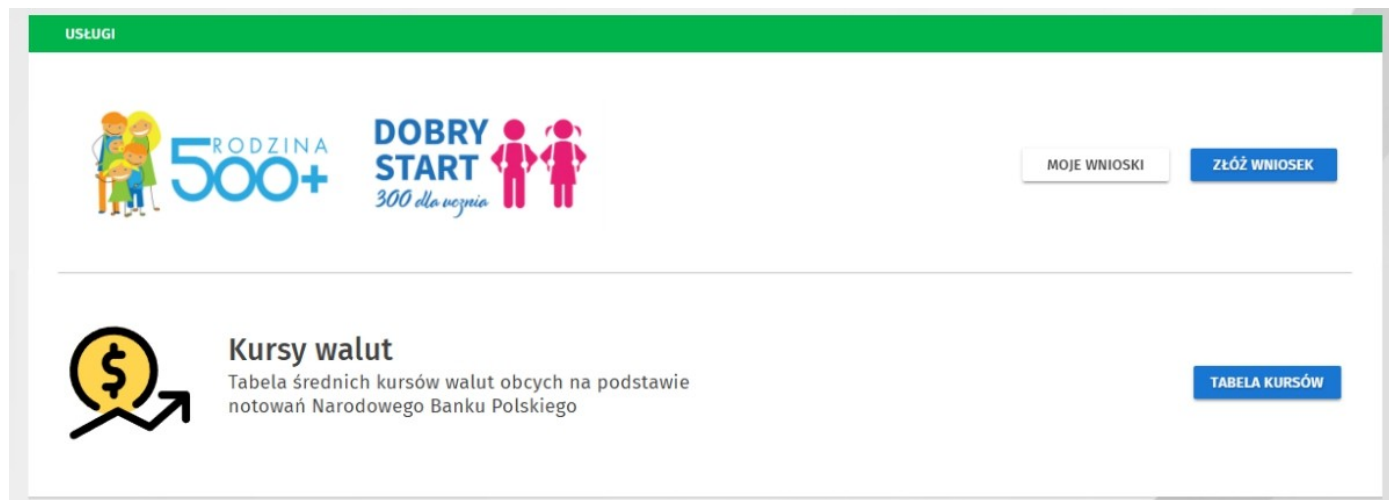 USŁUGI
RODZINA
500+
DOBRY
START
300 dla ucznia
MOJE WNIOSKI
ZŁÓŻ WNIOSEK
$
Kursy walut
Tabela średnich kursów walut obcych na podstawie
notowań Narodowego Banku Polskiego
TABELA KURSÓW